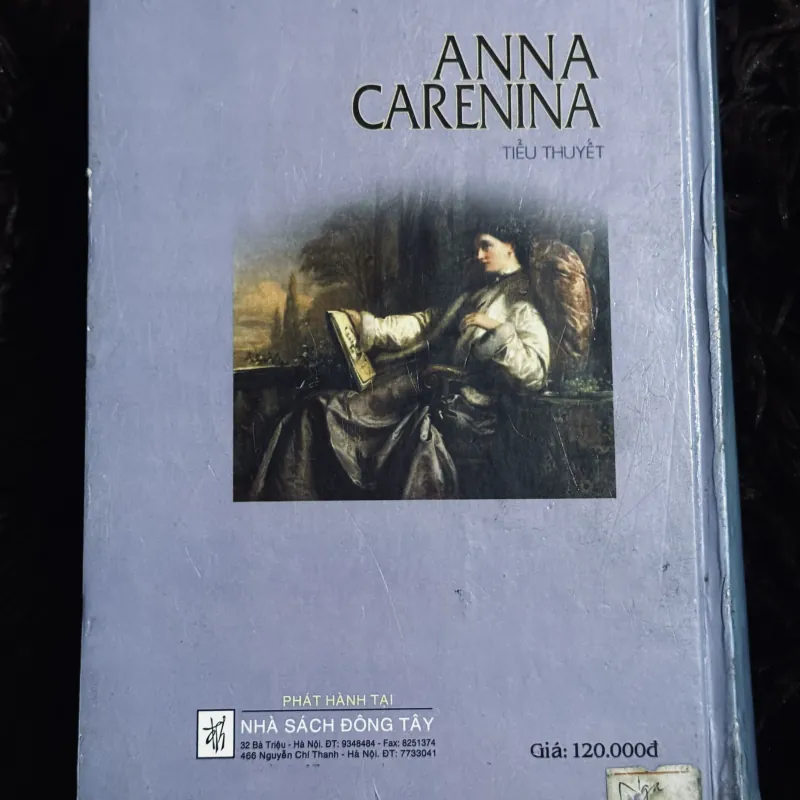 ANNA
CARENINA
TIỂU THUYẾT
PHÁT HÀNH TẠI
NHÀ SÁCH ĐÔNG TÂY
32 Bà Triệu - Hà Nội. ĐT: 9348484 - Fax: 8251374
466 Nguyễn Chí Thanh - Hà Nội. ĐT: 7733041
Giá: 120.000đ
Nga